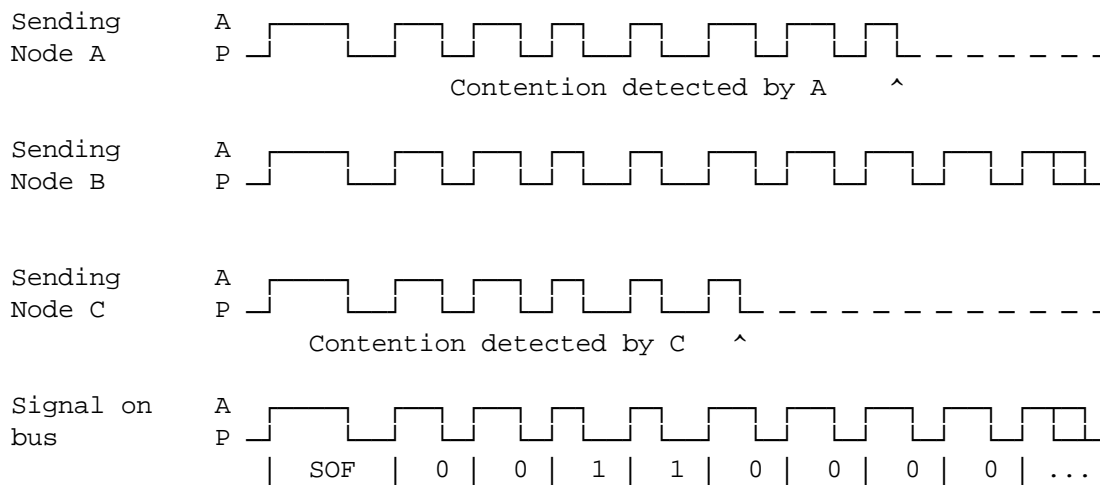 Sending A
Node A P
Contention detected by A ^
Sending A
Node B P
Sending A
Node C P
Contention detected by C ^
Signal on A
bus P
| SOF | 0 | 0 | 1 | 1 | 0 | 0 | 0 | 0 | ...